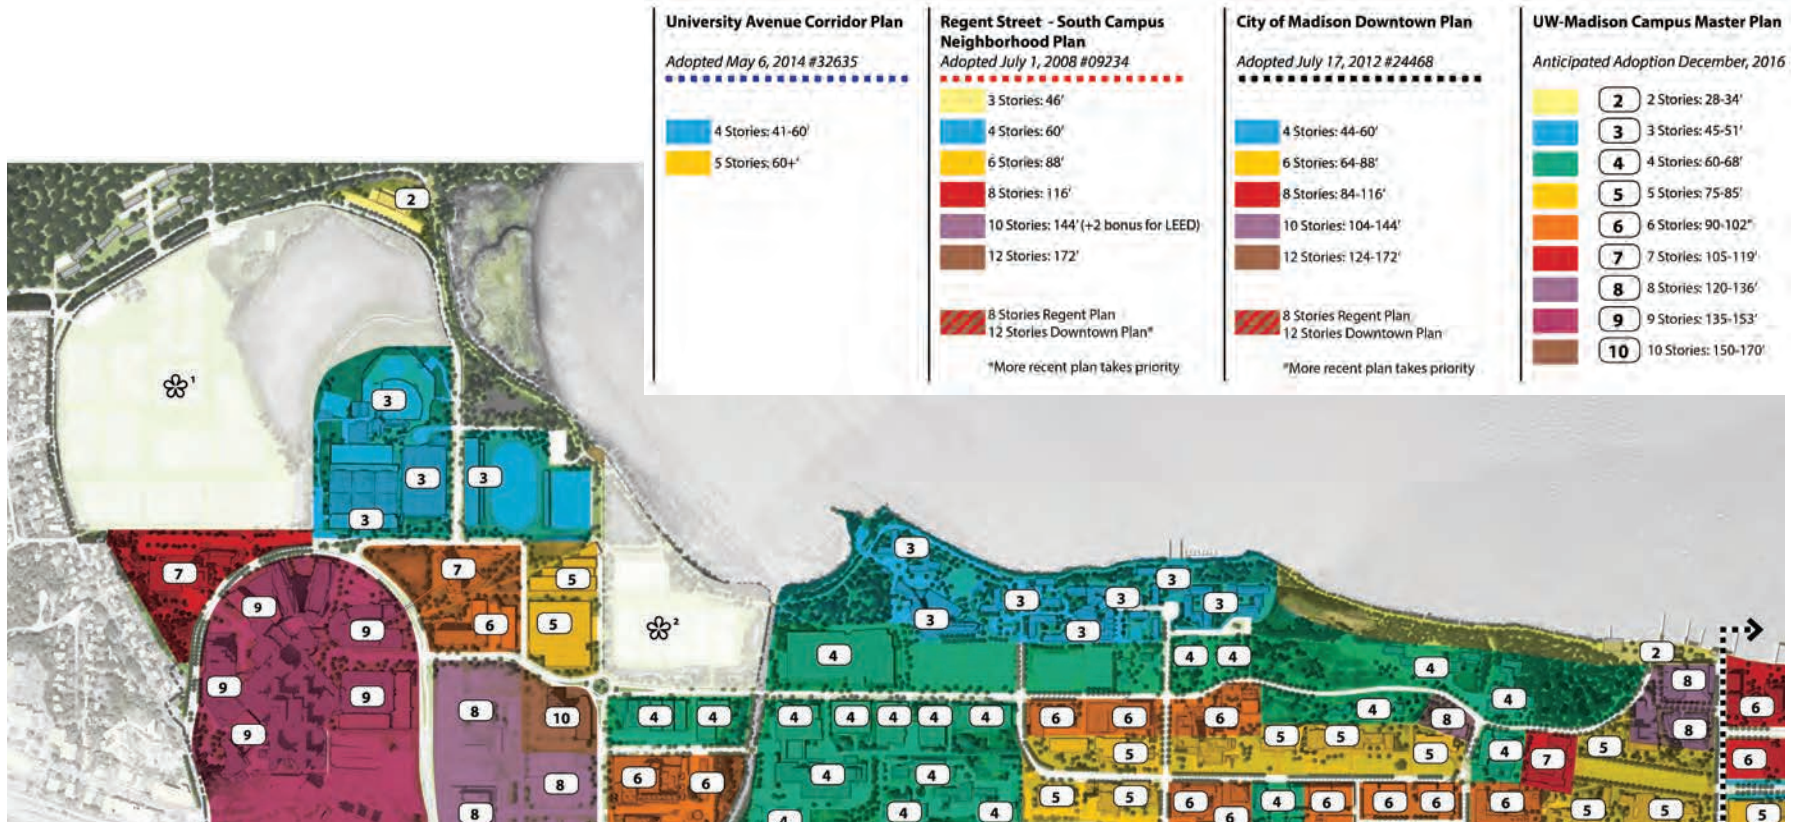 University Avenue Corridor Plan
Adopted May 6, 2014 #32635
4 Stories: 41-60'
5 Stories: 60+'
Regent Street - South Campus
Neighborhood Plan
Adopted July 1, 2008 #09234
3 Stories: 46'
4 Stories: 60'
6 Stories: 88'
8 Stories: 116'
10 Stories: 144' (+2 bonus for LEED)
12 Stories: 172'
8 Stories Regent Plan
12 Stories Downtown Plan*
*More recent plan takes priority
City of Madison Downtown Plan
Adopted July 17, 2012 #24468
4 Stories: 44-60'
6 Stories: 64-88'
8 Stories: 84-116'
10 Stories: 104-144'
12 Stories: 124-172'
8 Stories Regent Plan
12 Stories Downtown Plan
*More recent plan takes priority
UW-Madison Campus Master Plan
Anticipated Adoption December, 2016
2 2 Stories: 28-34'
3 3 Stories: 45-51'
4 4 Stories: 60-68'
5 5 Stories: 75-85'
6 6 Stories: 90-102'
7 7 Stories: 105-119'
8 8 Stories: 120-136'
9 9 Stories: 135-153'
10 10 Stories: 150-170'
2
1
3
3
3
3
3
7
7
5
3
9
3
3
3
3
9
6
5
2
3
3
4
4
4
2
4
8
9
9
4
6
8
10
4
4
4
4
4
4
4
6
6
6
4
8
8
9
5
5
5
5
4
5
7
6
8
6
6
4
4
5
5
6
4
6
6
6
6
5
5
5
8
4
4
4
6